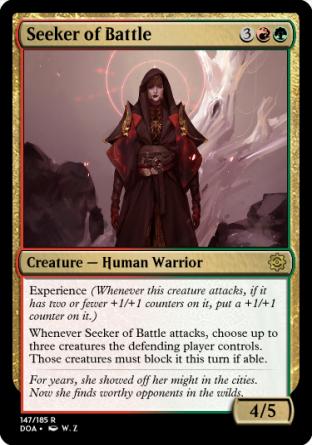 Seeker of Battle 3
Creature — Human Warrior
Experience (Whenever this creature attacks, if it
has two or fewer +1/+1 counters on it, put a +1/+1
counter on it.)
Whenever Seeker of Battle attacks, choose up to
three creatures the defending player controls.
Those creatures must block it this turn if able.
For years, she showed off her might in the cities.
Now she finds worthy opponents in the wilds.
4/5
147/185 R
DOA • W. Z